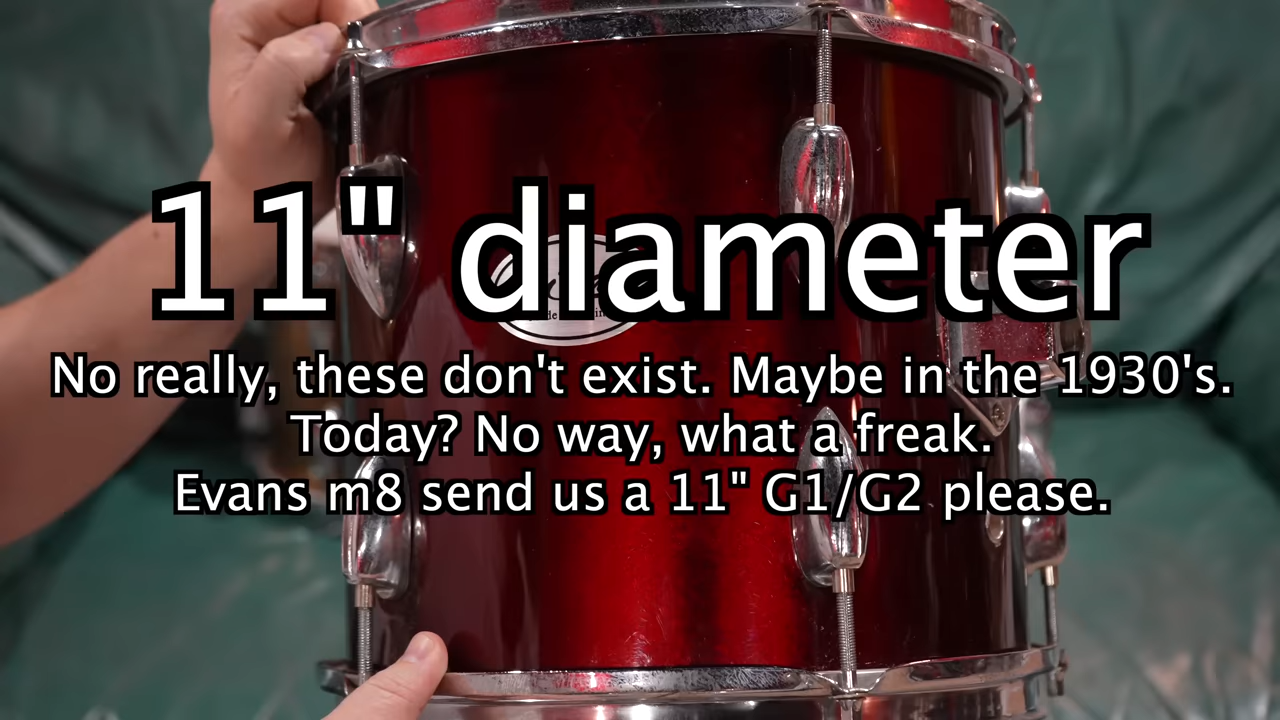 11" diameter
No really, these don't exist. Maybe in the 1930's.
Today? No way, what a freak.
Evans m8 send us a 11" G1/G2 please.